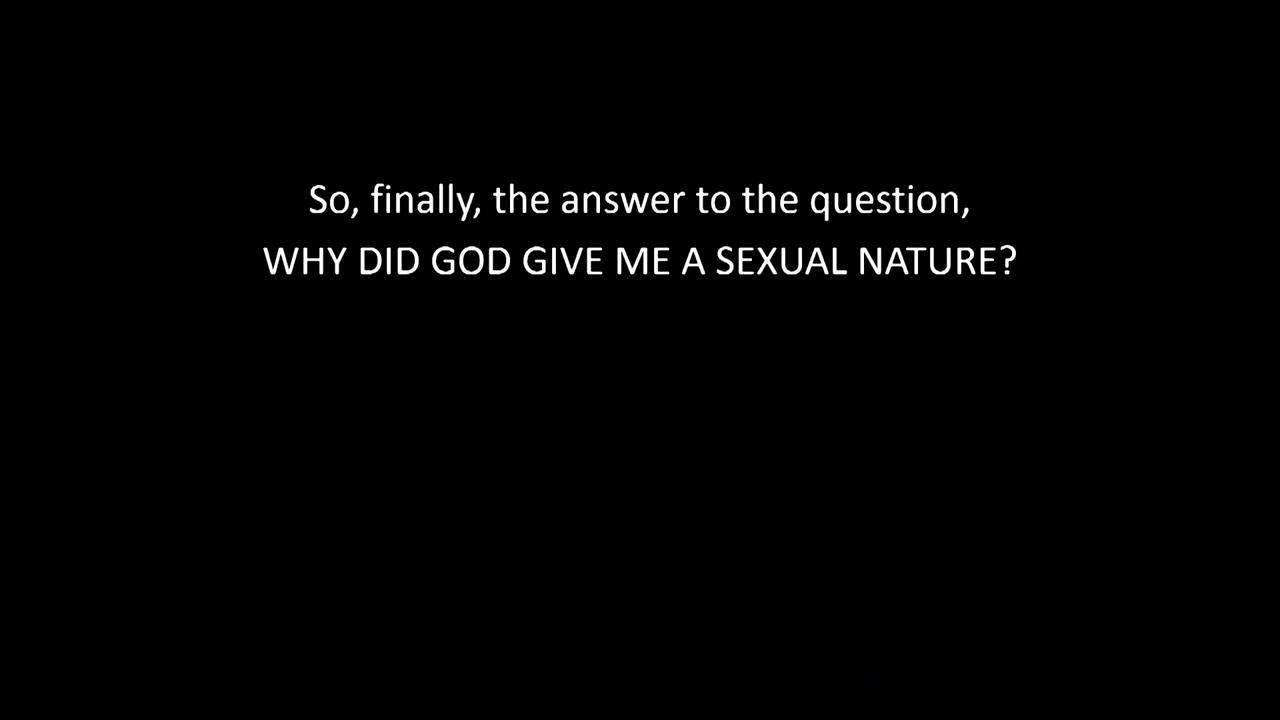 So, finally, the answer to the question,
WHY DID GOD GIVE ME A SEXUAL NATURE?